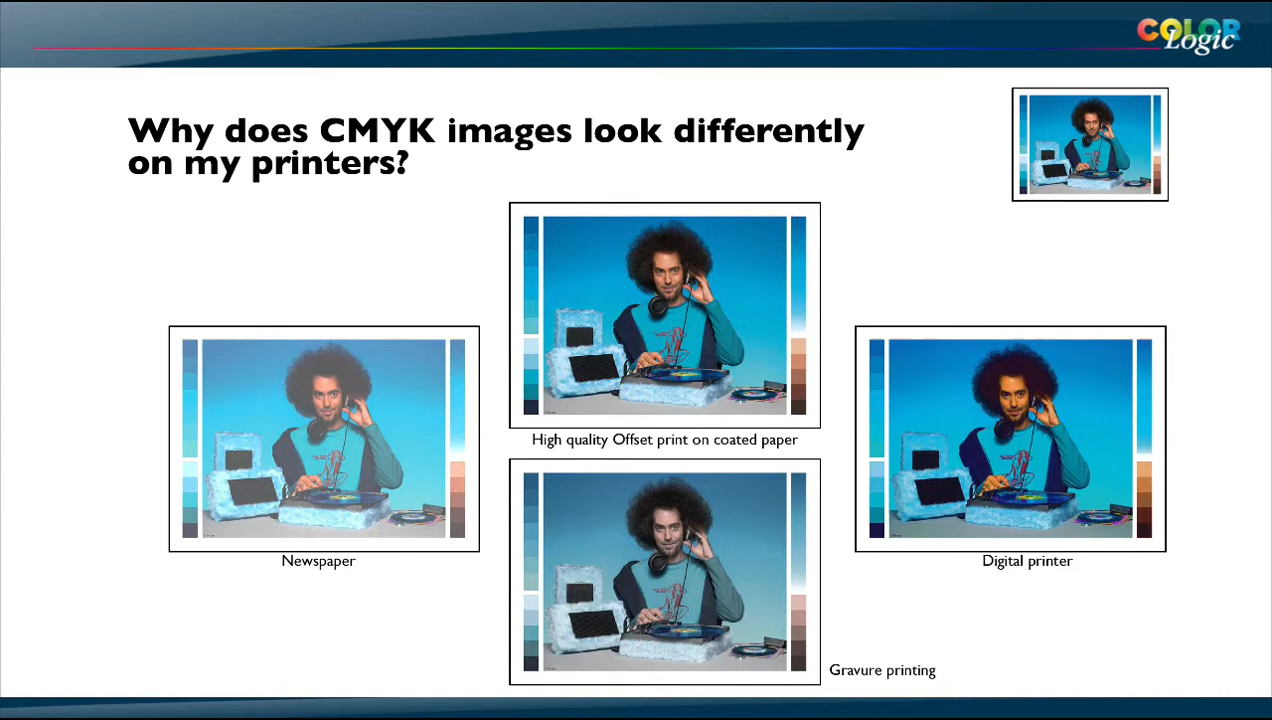 COLOR
Logic
Why does CMYK images look differently
on my printers?
High quality Offset print on coated paper
Newspaper
Digital printer
Gravure printing